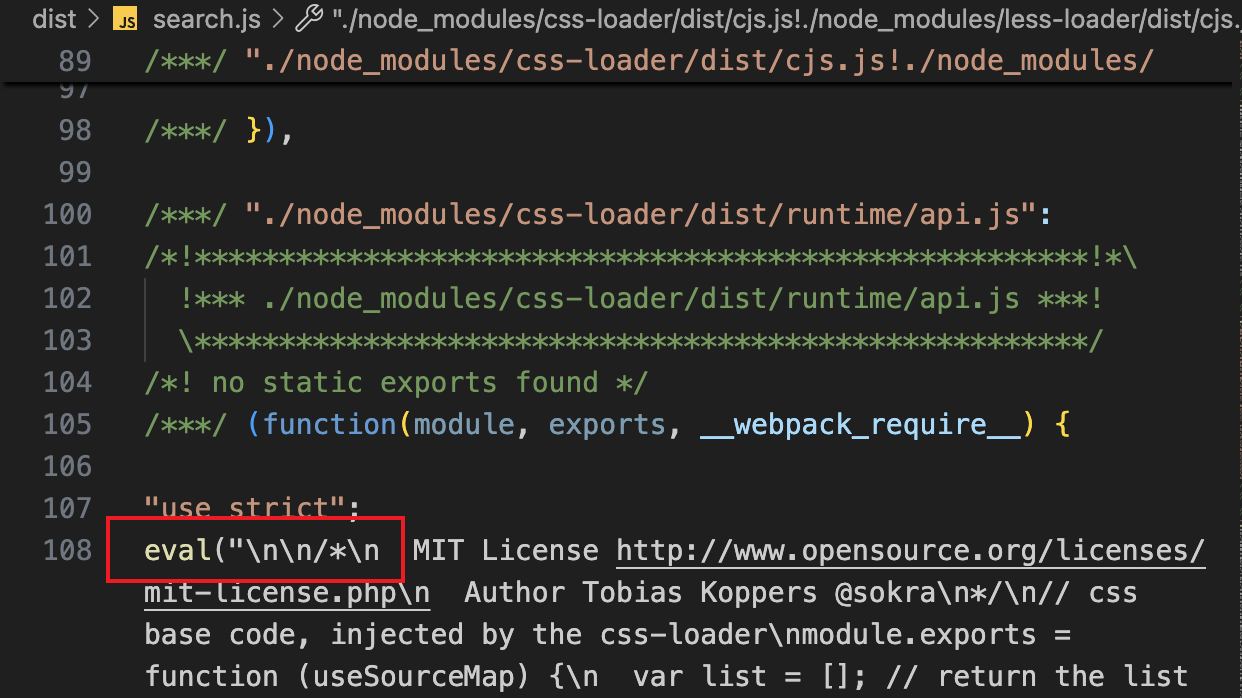 dist > JS search.js > "./node_modules/css-loader/dist/cjs.js!./node_modules/less-loader/dist/cjs.
89 /***/ "./node_modules/css-loader/dist/cjs.js!./node_modules/
97
98 /***/ }),
99
100 /***/ "./node_modules/css-loader/dist/runtime/api.js":
101 /*!*****************************************************!*\
102   !*** ./node_modules/css-loader/dist/runtime/api.js ***!
103   \*****************************************************/
104 /*! no static exports found */
105 /***/ (function(module, exports, __webpack_require__) {
106
107 "use strict";
108 eval("\n\n/*\n  MIT License http://www.opensource.org/licenses/
mit-license.php\n  Author Tobias Koppers @sokra\n*/\n// css
base code, injected by the css-loader\nmodule.exports =
function (useSourceMap) {\n  var list = []; // return the list